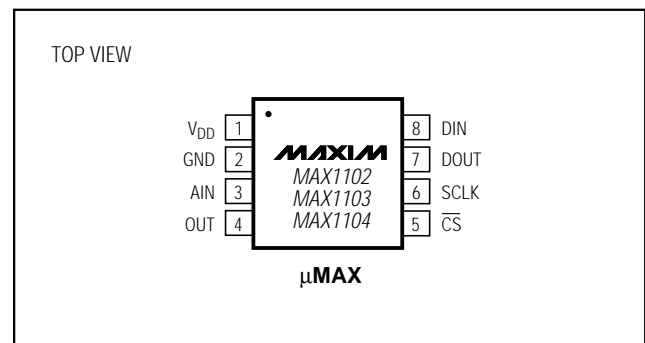 TOP VIEW
VDD 1
GND 2
AIN 3
OUT 4
MAXIM
MAX1102
MAX1103
MAX1104
8 DIN
7 DOUT
6 SCLK
5 C̅S̅
µMAX